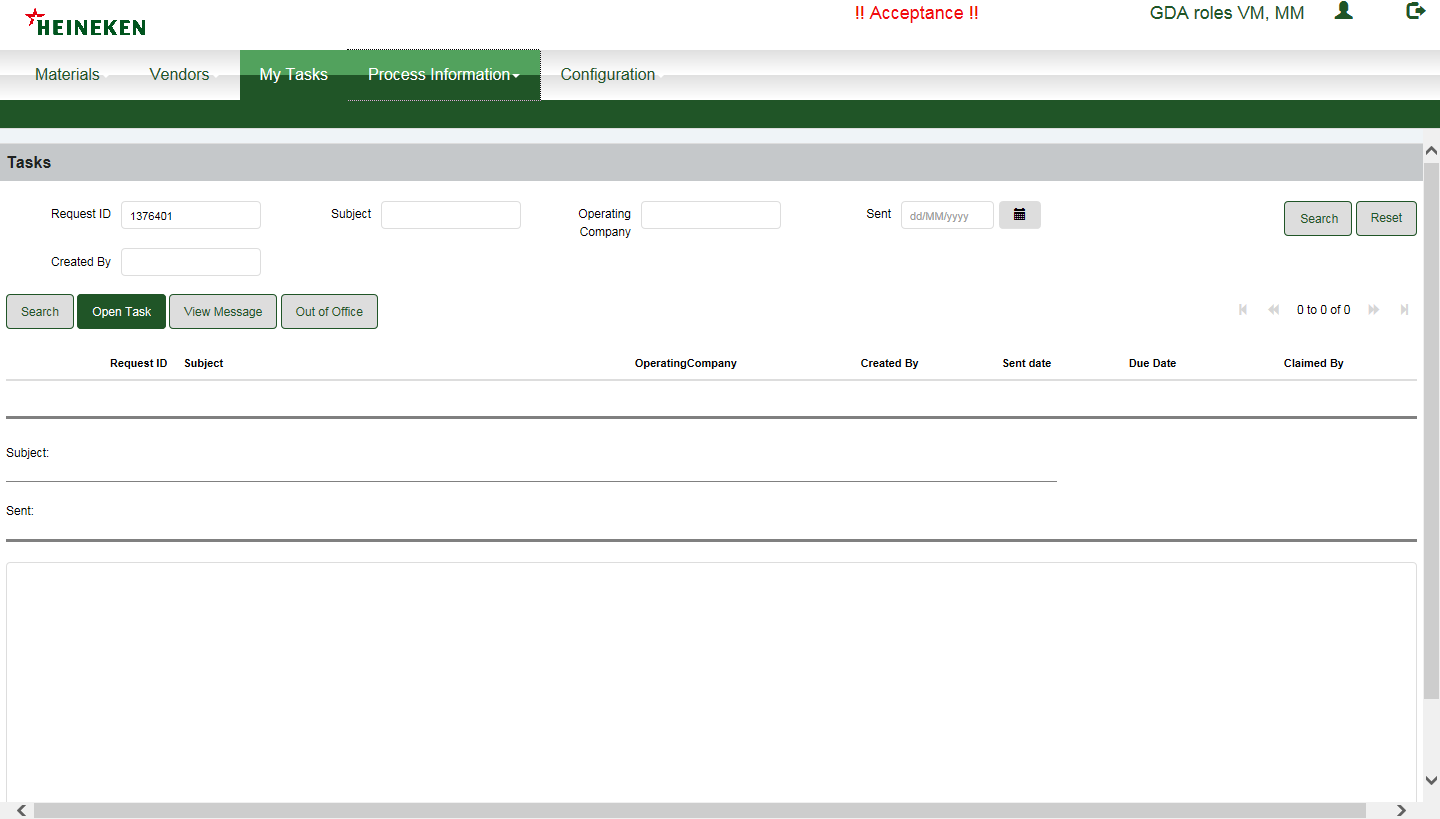 HEINEKEN
!! Acceptance !!
GDA roles VM, MM
Materials Vendors My Tasks Process Information Configuration
Tasks
Request ID 1376401 Subject Operating Company Sent dd/MM/yyyy Search Reset
Created By
Search Open Task View Message Out of Office 0 to 0 of 0
Request ID Subject OperatingCompany Created By Sent date Due Date Claimed By
Subject:
Sent: